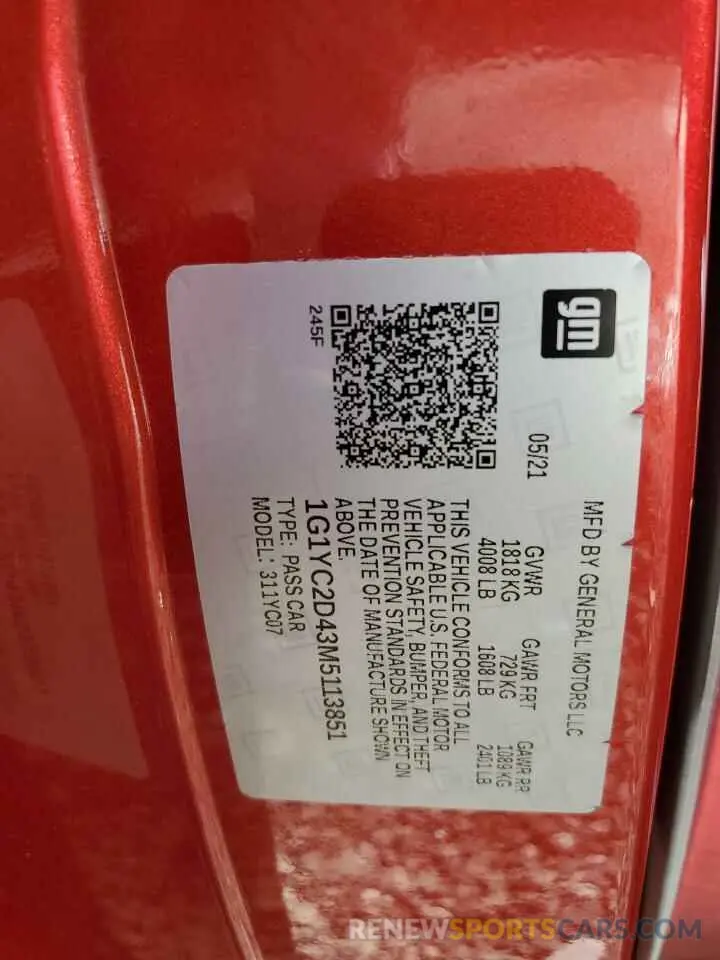 gm
MFD BY GENERAL MOTORS LLC
05/21
GVWR GAWR FRT GAWR RR
1818 KG 729 KG 1089 KG
4008 LB 1608 LB 2401 LB
THIS VEHICLE CONFORMS TO ALL
APPLICABLE U.S. FEDERAL MOTOR
VEHICLE SAFETY, BUMPER, AND THEFT
PREVENTION STANDARDS IN EFFECT ON
THE DATE OF MANUFACTURE SHOWN
ABOVE.
1G1YC2D43M5113851
TYPE: PASS CAR
MODEL: 311YC07
245F
RENEWSPORTSCARS.COM